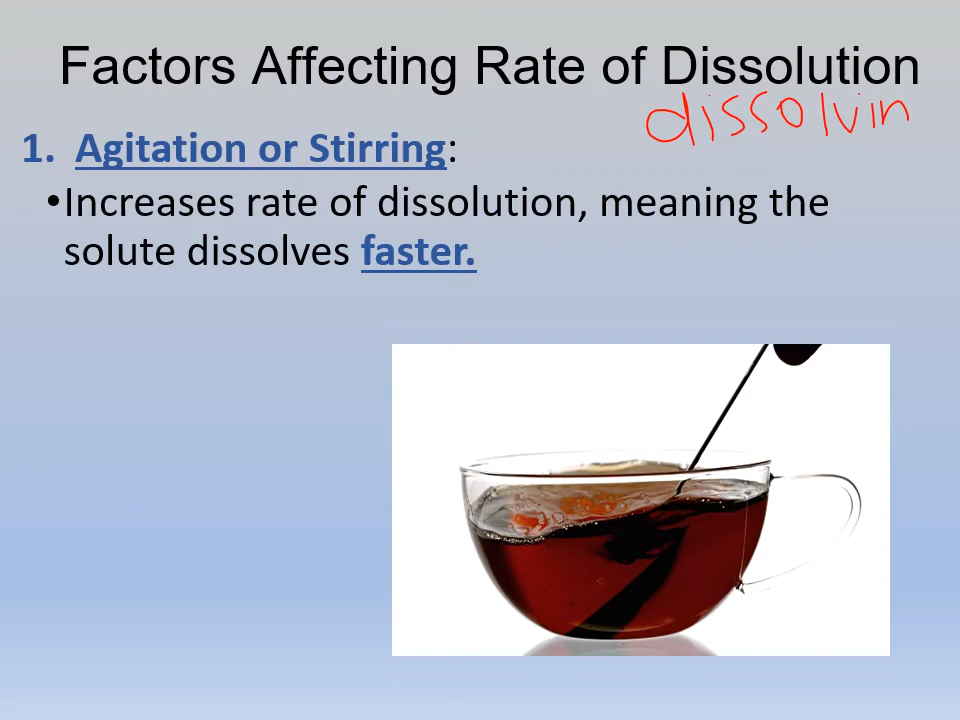 Factors Affecting Rate of Dissolution
dissolvin
1. Agitation or Stirring:
•Increases rate of dissolution, meaning the
solute dissolves faster.